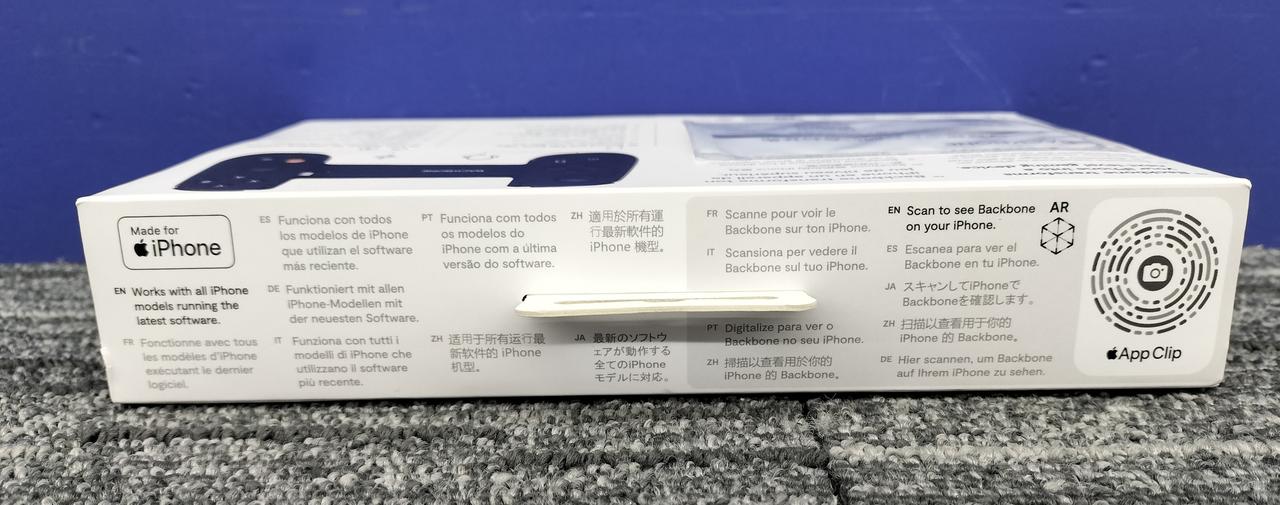 Made for
iPhone
EN Works with all iPhone
models running the
latest software.
FR Fonctionne avec tous
les modèles d'iPhone
exécutant le dernier
logiciel.
ES Funciona con todos
los modelos de iPhone
que utilizan el software
más reciente.
DE Funktioniert mit allen
iPhone-Modellen mit
der neuesten Software.
IT Funziona con tutti i
modelli di iPhone che
utilizzano il software
più recente.
PT Funciona com todos
os modelos do
iPhone com a última
versão do software.
ZH 适用于所有运行最
新软件的 iPhone
机型。
ZH 適用於所有運
行最新軟件的
iPhone 機型。
JA 最新のソフトウ
ェアが動作する
全てのiPhone
モデルに対応。
FR Scanne pour voir le
Backbone sur ton iPhone.
IT Scansiona per vedere il
Backbone sul tuo iPhone.
PT Digitalize para ver o
Backbone no seu iPhone.
ZH 掃描以查看用於你的
iPhone 的 Backbone。
EN Scan to see Backbone
on your iPhone.
ES Escanea para ver el
Backbone en tu iPhone.
JA スキャンしてiPhoneで
Backboneを確認します。
ZH 扫描以查看用于你的
iPhone 的 Backbone。
DE Hier scannen, um Backbone
auf Ihrem iPhone zu sehen.
AR
App Clip